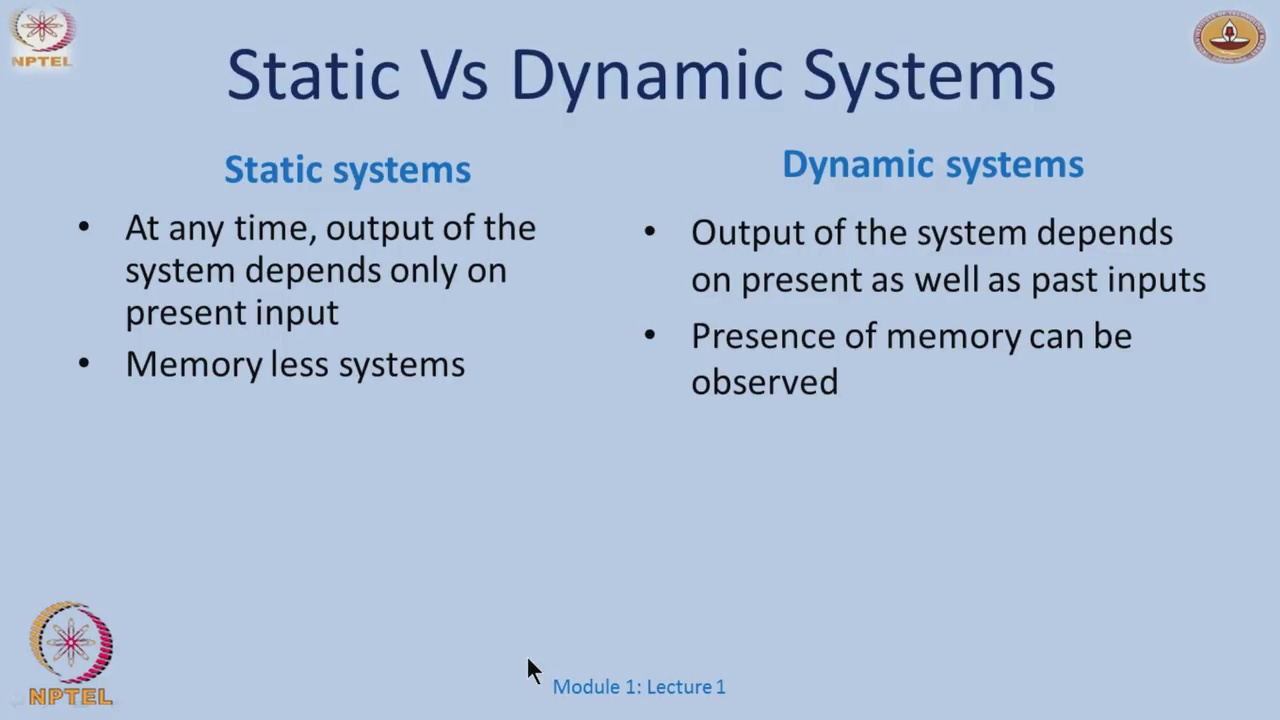 NPTEL
Static Vs Dynamic Systems
Static systems
• At any time, output of the
system depends only on
present input
• Memory less systems
Dynamic systems
• Output of the system depends
on present as well as past inputs
• Presence of memory can be
observed
NPTEL
Module 1: Lecture 1